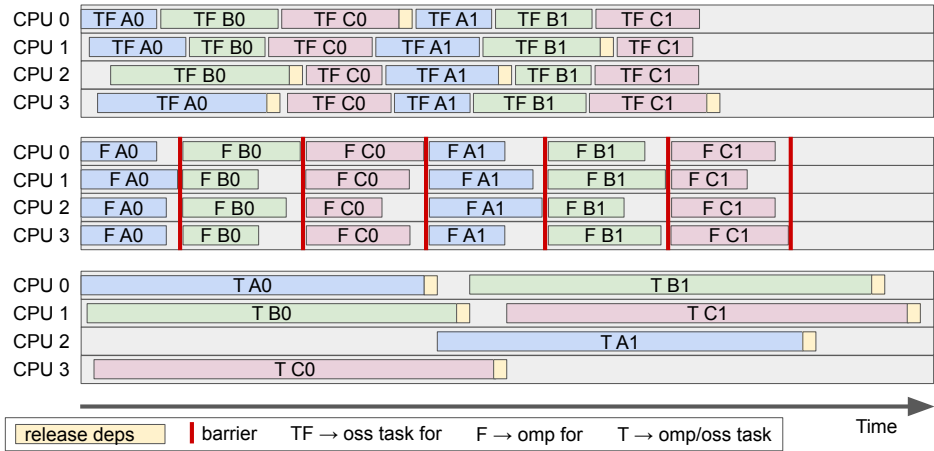 CPU 0 TF A0 TF B0 TF C0 TF A1 TF B1 TF C1
CPU 1 TF A0 TF B0 TF C0 TF A1 TF B1 TF C1
CPU 2 TF B0 TF C0 TF A1 TF B1 TF C1
CPU 3 TF A0 TF C0 TF A1 TF B1 TF C1
CPU 0 F A0 F B0 F C0 F A1 F B1 F C1
CPU 1 F A0 F B0 F C0 F A1 F B1 F C1
CPU 2 F A0 F B0 F C0 F A1 F B1 F C1
CPU 3 F A0 F B0 F C0 F A1 F B1 F C1
CPU 0 T A0 T B1
CPU 1 T B0 T C1
CPU 2 T A1
CPU 3 T C0
Time
release deps barrier TF → oss task for F → omp for T → omp/oss task